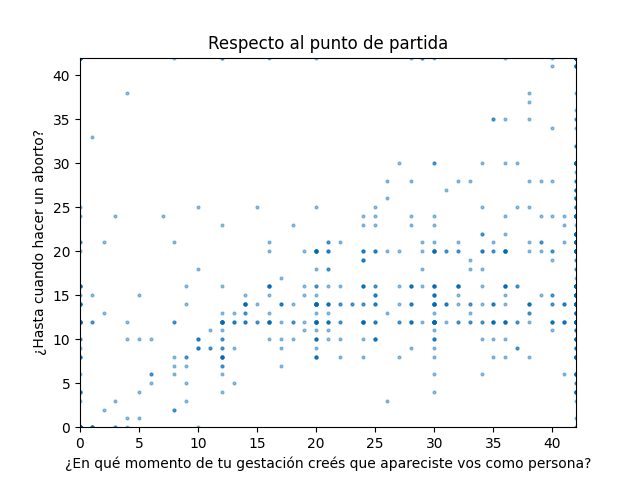 Respecto al punto de partida
¿Hasta cuando hacer un aborto?
40
35
30
25
20
15
10
5
0
0 5 10 15 20 25 30 35 40
¿En qué momento de tu gestación creés que apareciste vos como persona?